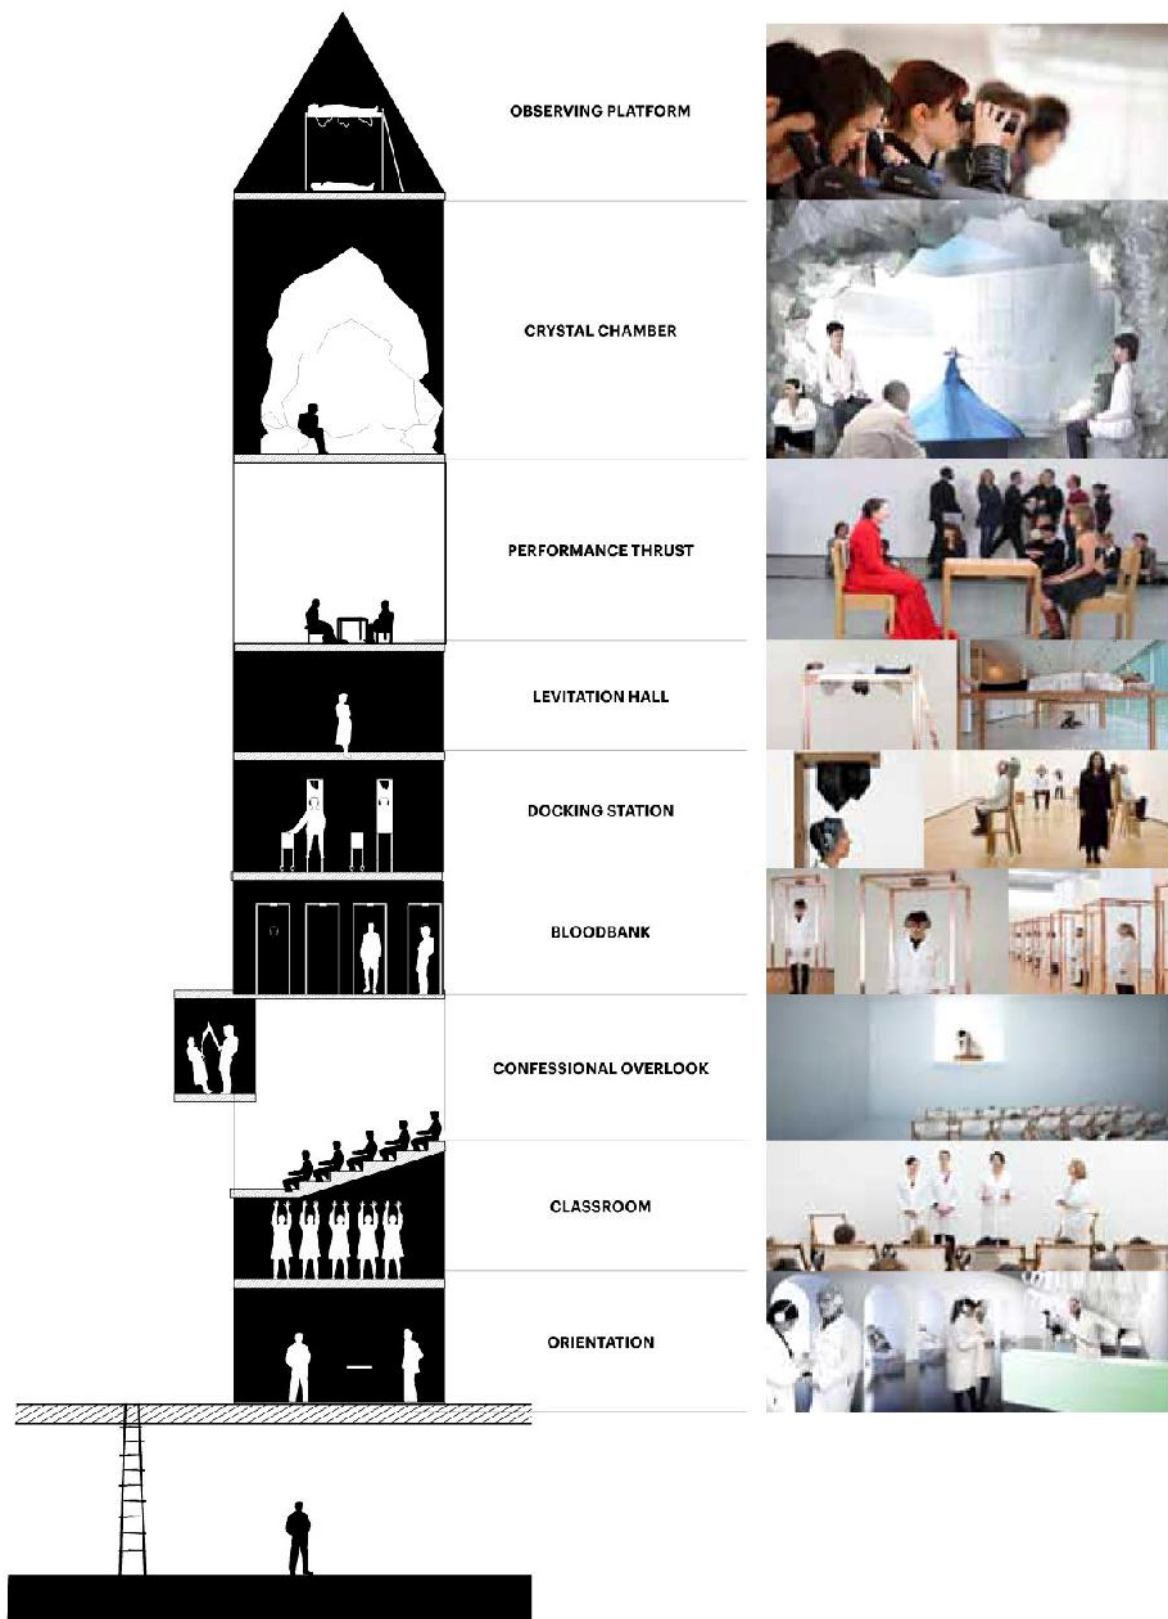 OBSERVING PLATFORM
CRYSTAL CHAMBER
PERFORMANCE THRUST
LEVITATION HALL
DOCKING STATION
BLOODBANK
CONFESSIONAL OVERLOOK
CLASSROOM
ORIENTATION